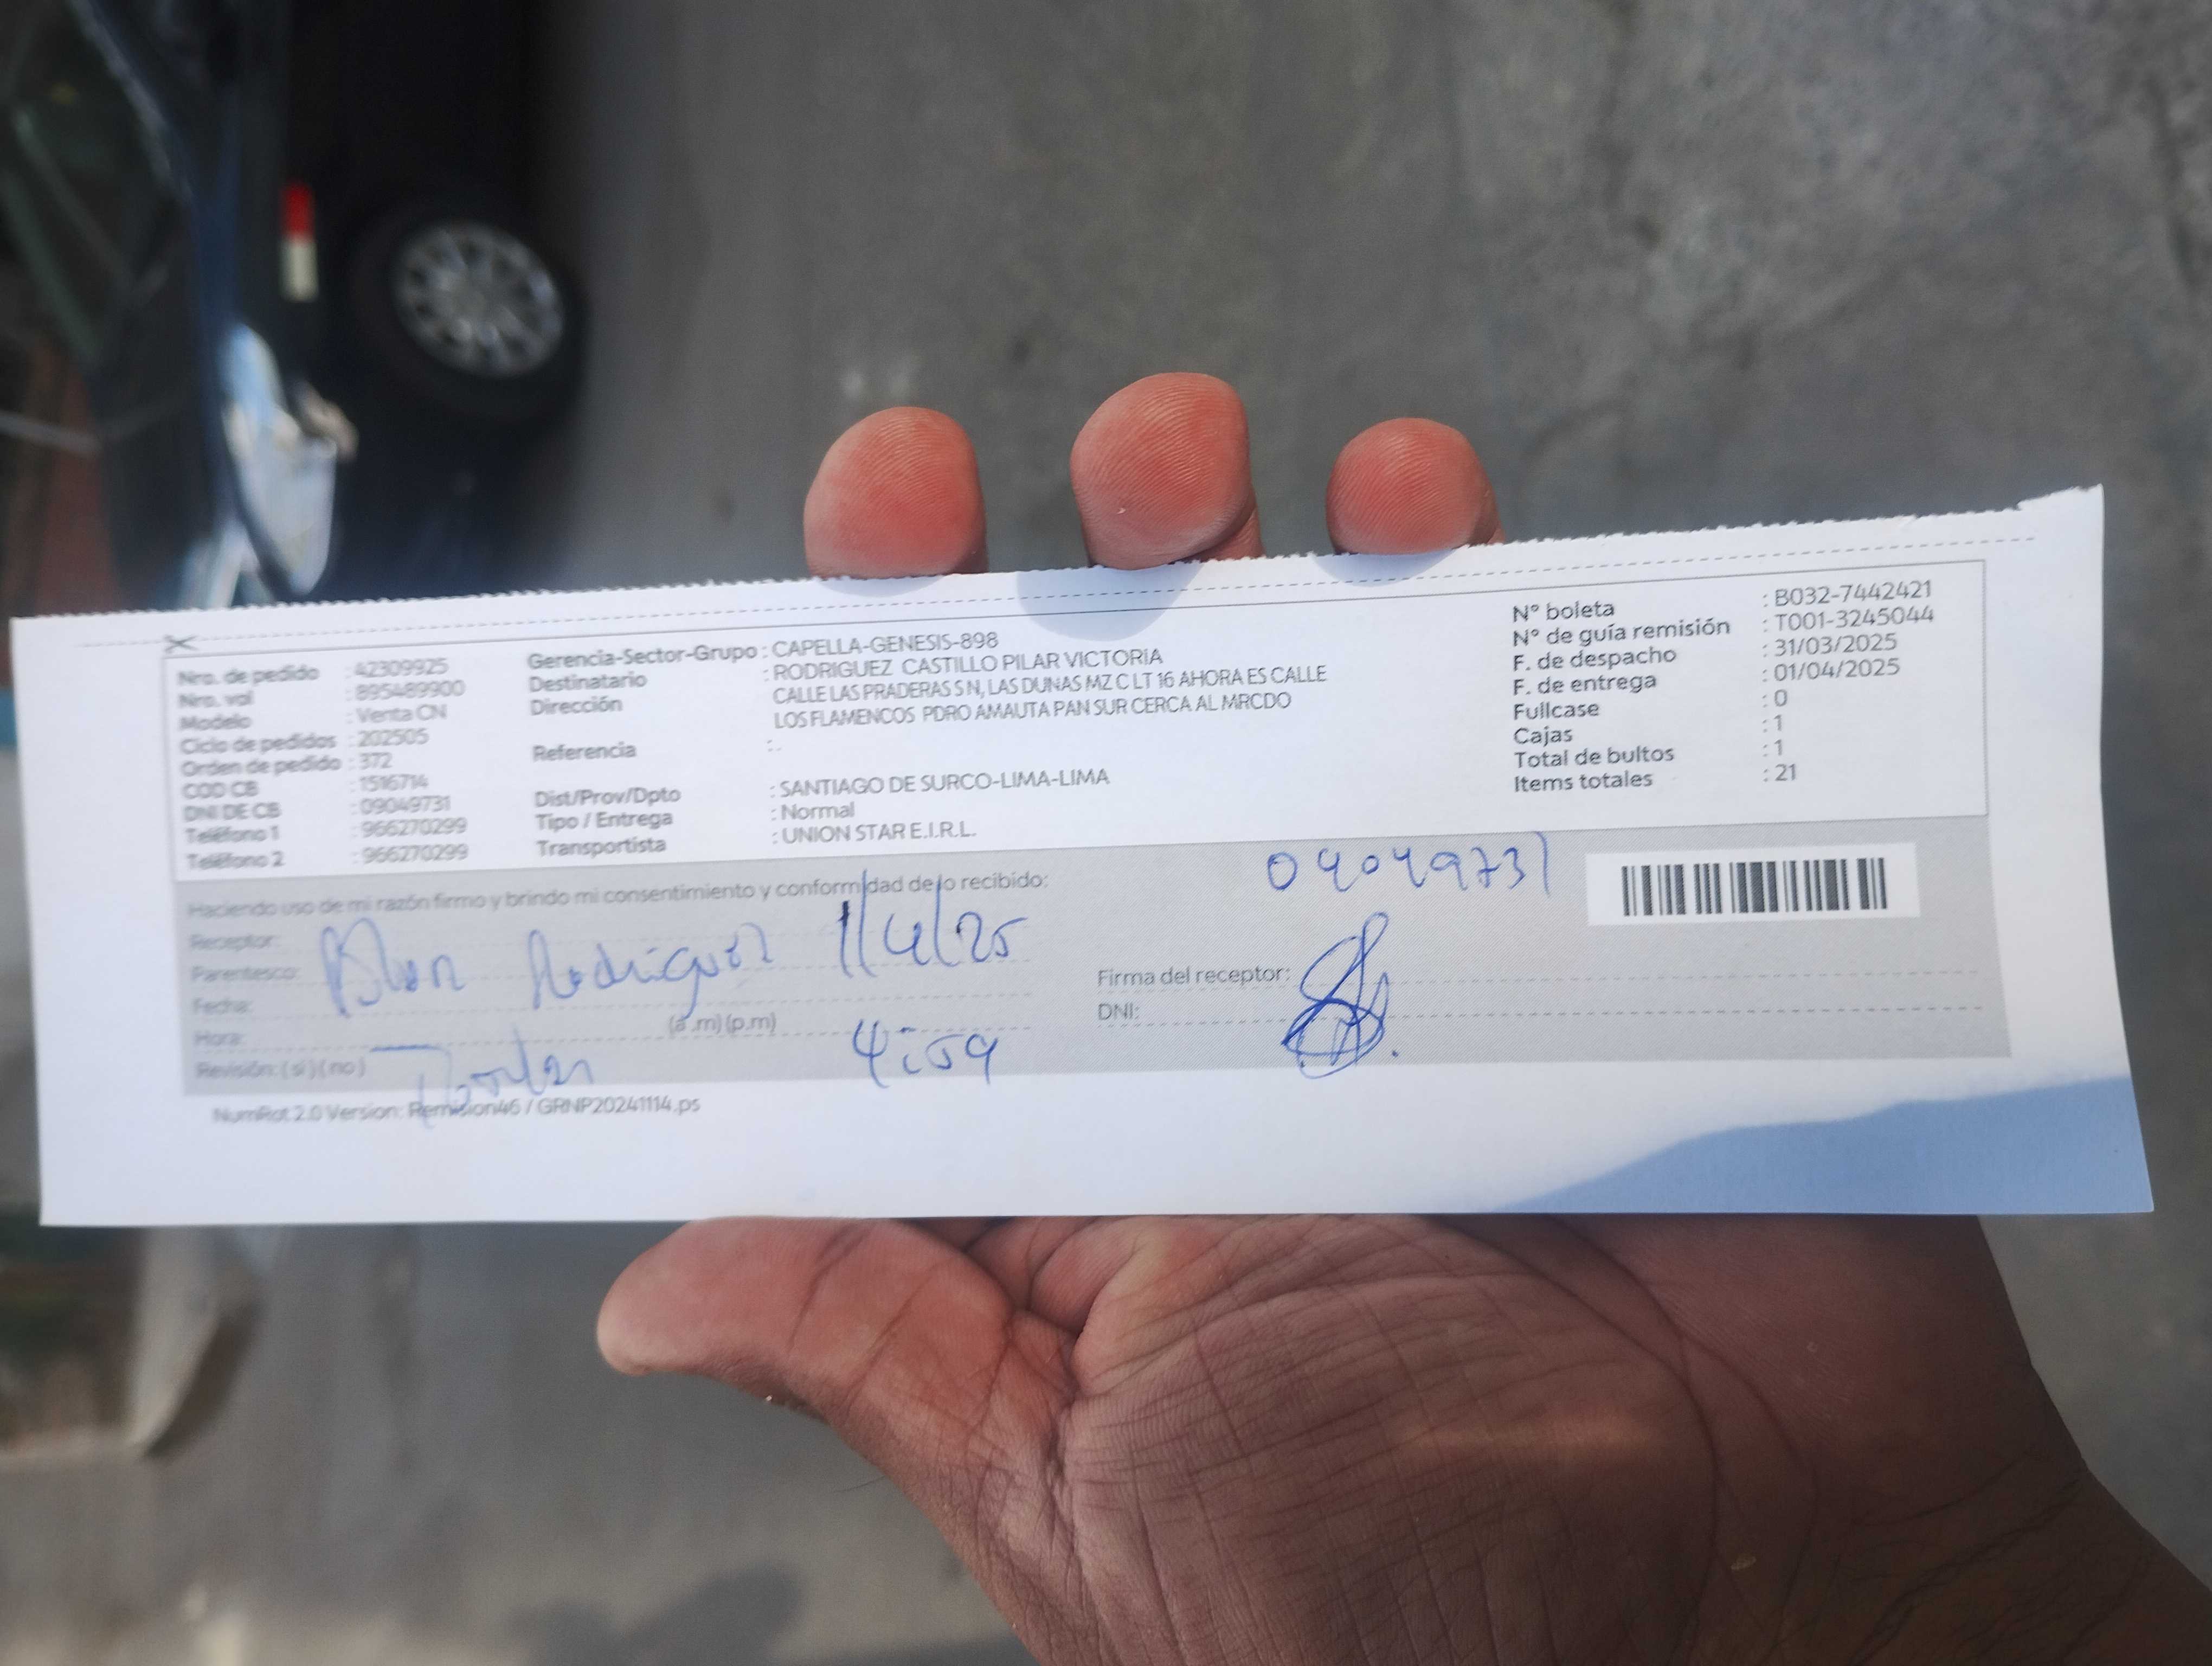 Nro. de pedido : 42309925
Nro. val : 895489900
Modelo : Venta CN
Ciclo de pedidos : 202505
Orden de pedido : 372
COD CB : 1516714
DNI DE CB : 09049731
Teléfono 1 : 966270299
Teléfono 2 : 966270299
Gerencia-Sector-Grupo : CAPELLA-GENESIS-898
Destinatario : RODRIGUEZ CASTILLO PILAR VICTORIA
Dirección CALLE LAS PRADERAS S N, LAS DUNAS MZ C LT 16 AHORA ES CALLE
LOS FLAMENCOS PDRO AMAUTA PAN SUR CERCA AL MRCDO
Referencia : .
Dist/Prov/Dpto : SANTIAGO DE SURCO-LIMA-LIMA
Tipo / Entrega : Normal
Transportista : UNION STAR E.I.R.L.
N° boleta : B032-7442421
N° de guía remisión : T001-3245044
F. de despacho : 31/03/2025
F. de entrega : 01/04/2025
Fullcase : 0
Cajas : 1
Total de bultos : 1
Items totales : 21
Haciendo uso de mi razón firmo y brindo mi consentimiento y conformidad de lo recibido:
09049731
Receptor:
Parentesco: Rodriguez 1/4/25
Fecha:
Hora: (a .m) (p.m) 4:59
Revisión: ( si ) ( no )
Firma del receptor:
DNI:
NumRot 2.0 Version: Remision46 / GRNP20241114.ps